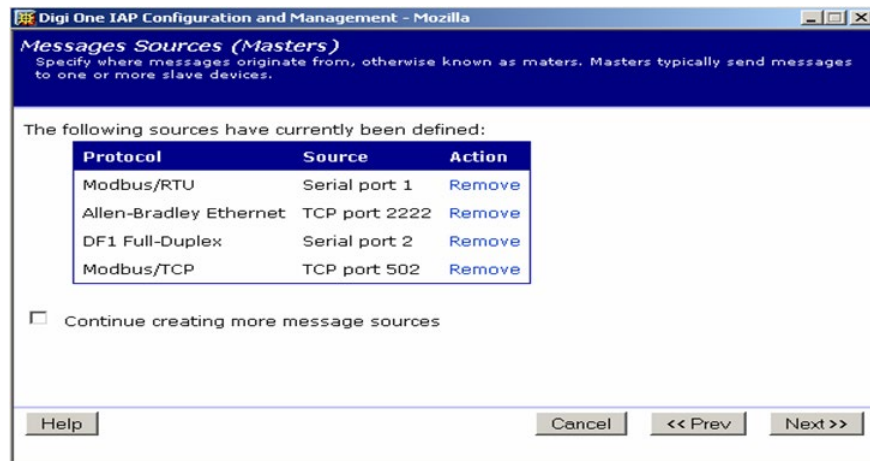 Digi One IAP Configuration and Management - Mozilla
Messages Sources (Masters)
Specify where messages originate from, otherwise known as maters. Masters typically send messages
to one or more slave devices.
The following sources have currently been defined:
Protocol Source Action
Modbus/RTU Serial port 1 Remove
Allen-Bradley Ethernet TCP port 2222 Remove
DF1 Full-Duplex Serial port 2 Remove
Modbus/TCP TCP port 502 Remove
Continue creating more message sources
Help Cancel << Prev Next >>